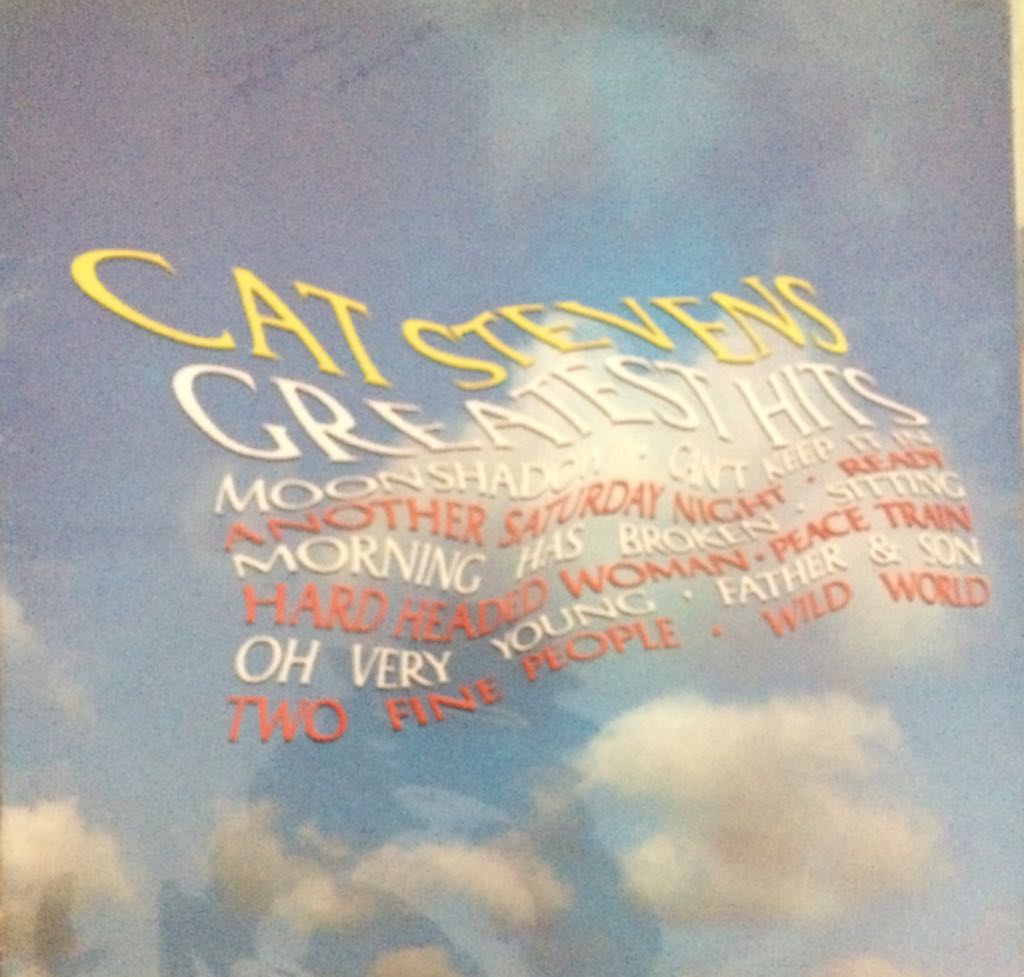 CAT STEVENS
GREATEST HITS
MOONSHADOW · CAN'T KEEP IT IN
ANOTHER SATURDAY NIGHT · READY
MORNING HAS BROKEN · SITTING
HARD HEADED WOMAN · PEACE TRAIN
OH VERY YOUNG · FATHER & SON
TWO FINE PEOPLE · WILD WORLD